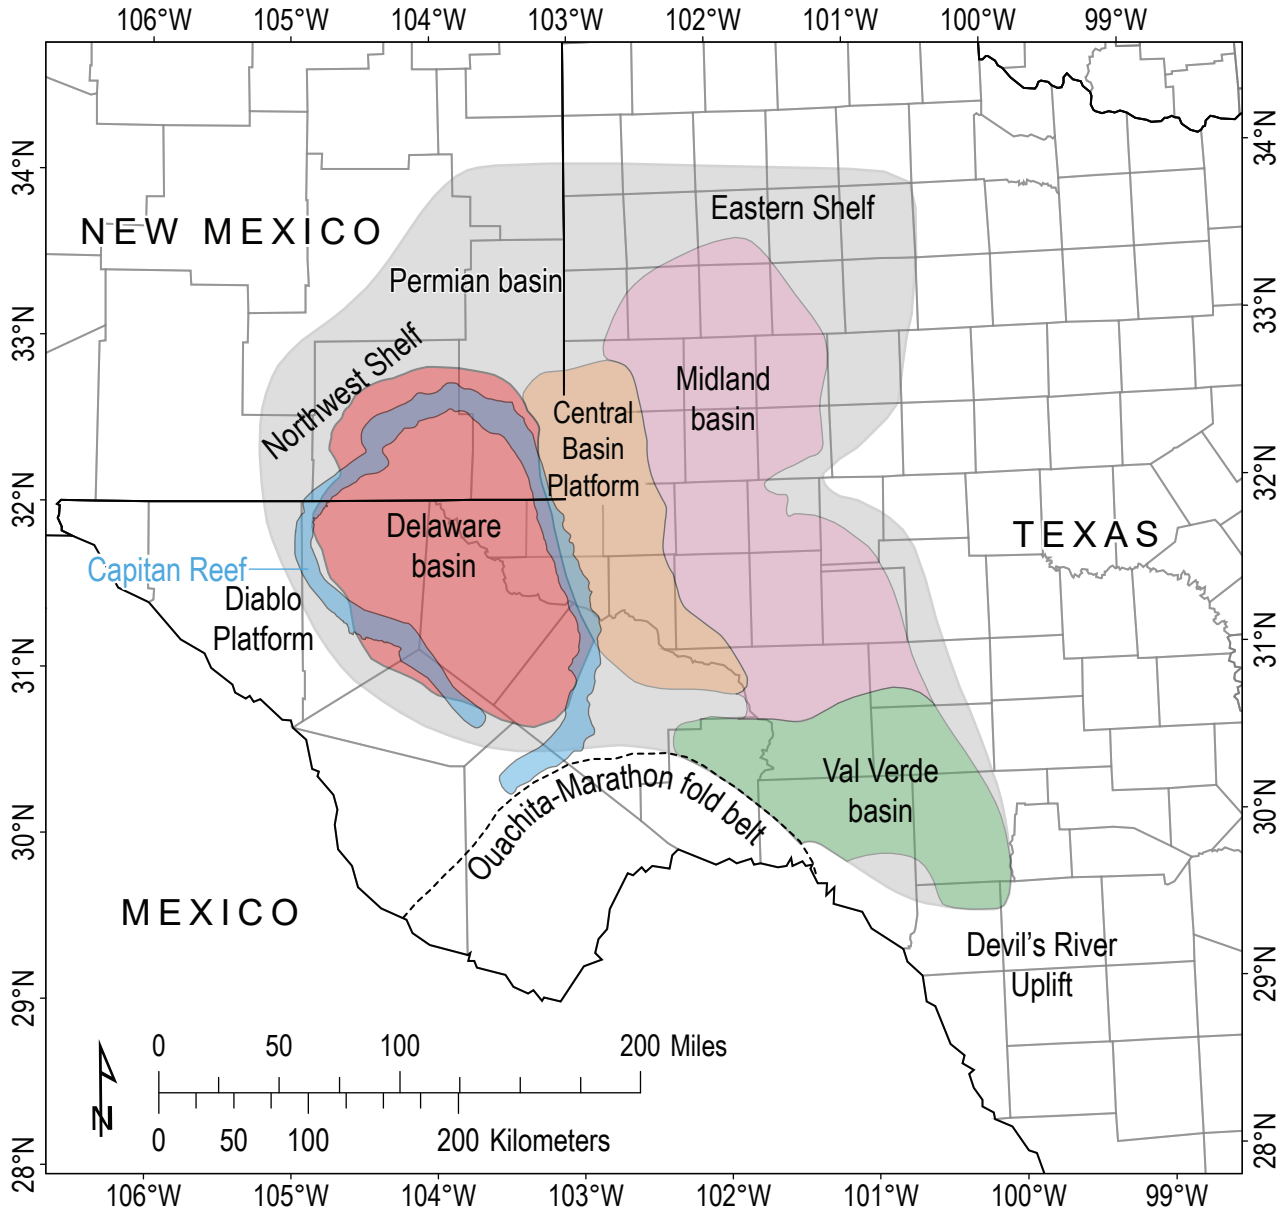 106°W 105°W 104°W 103°W 102°W 101°W 100°W 99°W
34°N
34°N
NEW MEXICO
Eastern Shelf
Permian basin
33°N
33°N
Northwest Shelf
Midland
basin
Central
Basin
Platform
32°N
32°N
Delaware
basin
TEXAS
Capitan Reef
Diablo
Platform
31°N
31°N
Val Verde
basin
Ouachita-Marathon fold belt
30°N
30°N
MEXICO
Devil's River
Uplift
29°N
29°N
0 50 100 200 Miles
N
0 50 100 200 Kilometers
28°N
28°N
106°W 105°W 104°W 103°W 102°W 101°W 100°W 99°W